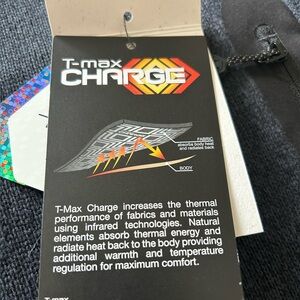 T-max
CHARGE
FABRIC
absorbs body heat
and radiates back
BODY
T-Max Charge increases the thermal
performance of fabrics and materials
using infrared technologies. Natural
elements absorb thermal energy and
radiate heat back to the body providing
additional warmth and temperature
regulation for maximum comfort.
T-max